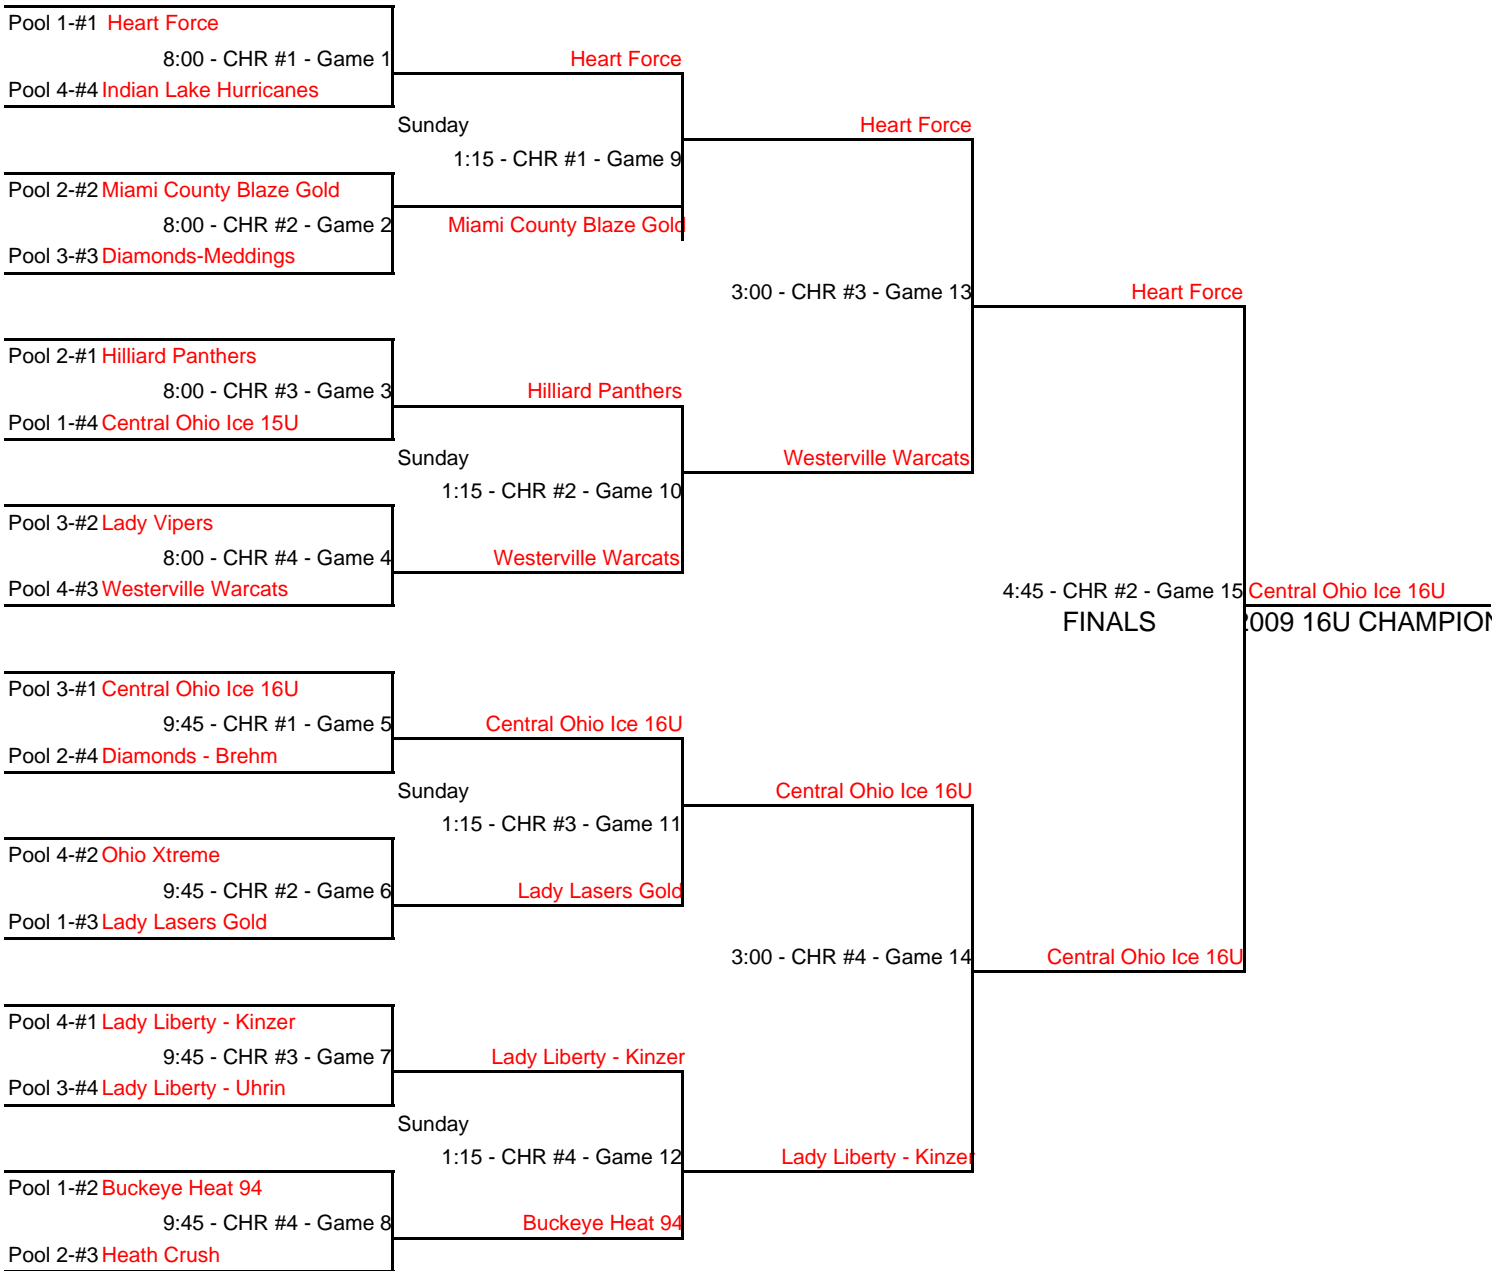 Pool 1-#1 Heart Force
8:00 - CHR #1 - Game 1 Heart Force
Pool 4-#4 Indian Lake Hurricanes
Sunday Heart Force
1:15 - CHR #1 - Game 9
Pool 2-#2 Miami County Blaze Gold
8:00 - CHR #2 - Game 2 Miami County Blaze Gold
Pool 3-#3 Diamonds-Meddings
3:00 - CHR #3 - Game 13 Heart Force
Pool 2-#1 Hilliard Panthers
8:00 - CHR #3 - Game 3 Hilliard Panthers
Pool 1-#4 Central Ohio Ice 15U
Sunday Westerville Warcats
1:15 - CHR #2 - Game 10
Pool 3-#2 Lady Vipers
8:00 - CHR #4 - Game 4 Westerville Warcats
Pool 4-#3 Westerville Warcats 4:45 - CHR #2 - Game 15 Central Ohio Ice 16U
FINALS 2009 16U CHAMPION
Pool 3-#1 Central Ohio Ice 16U
9:45 - CHR #1 - Game 5 Central Ohio Ice 16U
Pool 2-#4 Diamonds - Brehm
Sunday Central Ohio Ice 16U
1:15 - CHR #3 - Game 11
Pool 4-#2 Ohio Xtreme
9:45 - CHR #2 - Game 6 Lady Lasers Gold
Pool 1-#3 Lady Lasers Gold
3:00 - CHR #4 - Game 14 Central Ohio Ice 16U
Pool 4-#1 Lady Liberty - Kinzer
9:45 - CHR #3 - Game 7 Lady Liberty - Kinzer
Pool 3-#4 Lady Liberty - Uhrin
Sunday
1:15 - CHR #4 - Game 12 Lady Liberty - Kinzer
Pool 1-#2 Buckeye Heat 94
9:45 - CHR #4 - Game 8 Buckeye Heat 94
Pool 2-#3 Heath Crush